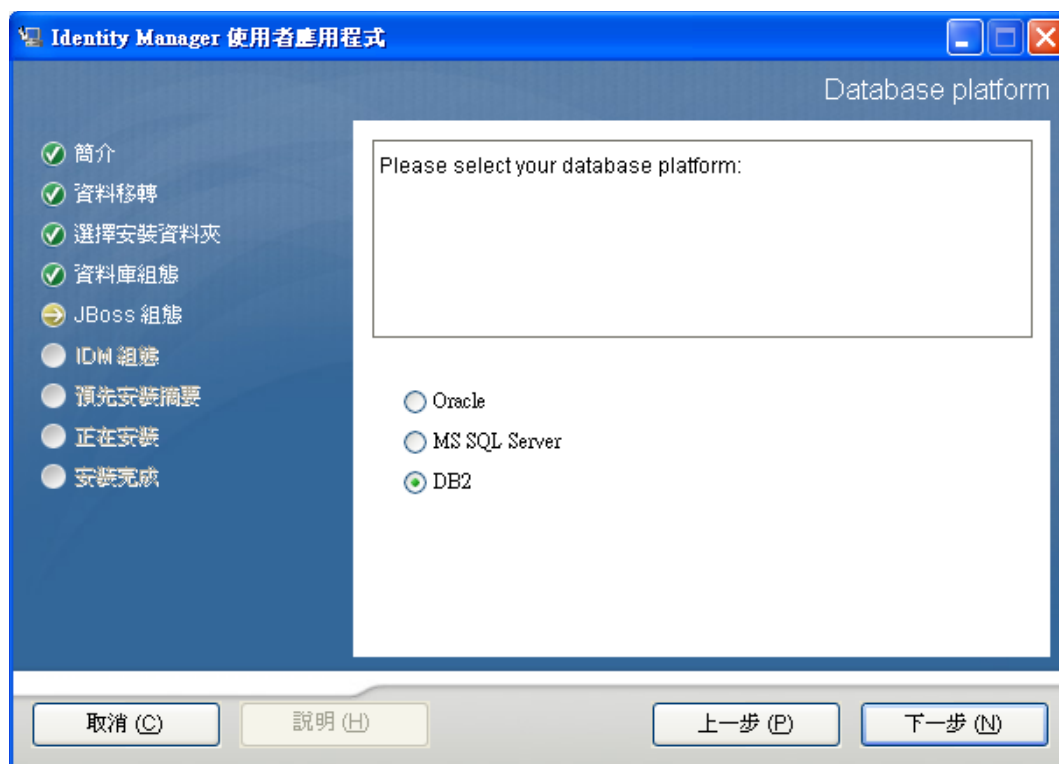 Identity Manager 使用者應用程式
Database platform
簡介
資料移轉
選擇安裝資料夾
資料庫組態
JBoss 組態
IDM 組態
預先安裝摘要
正在安裝
安裝完成
Please select your database platform:
Oracle
MS SQL Server
DB2
取消 (C)
說明 (H)
上一步 (P)
下一步 (N)